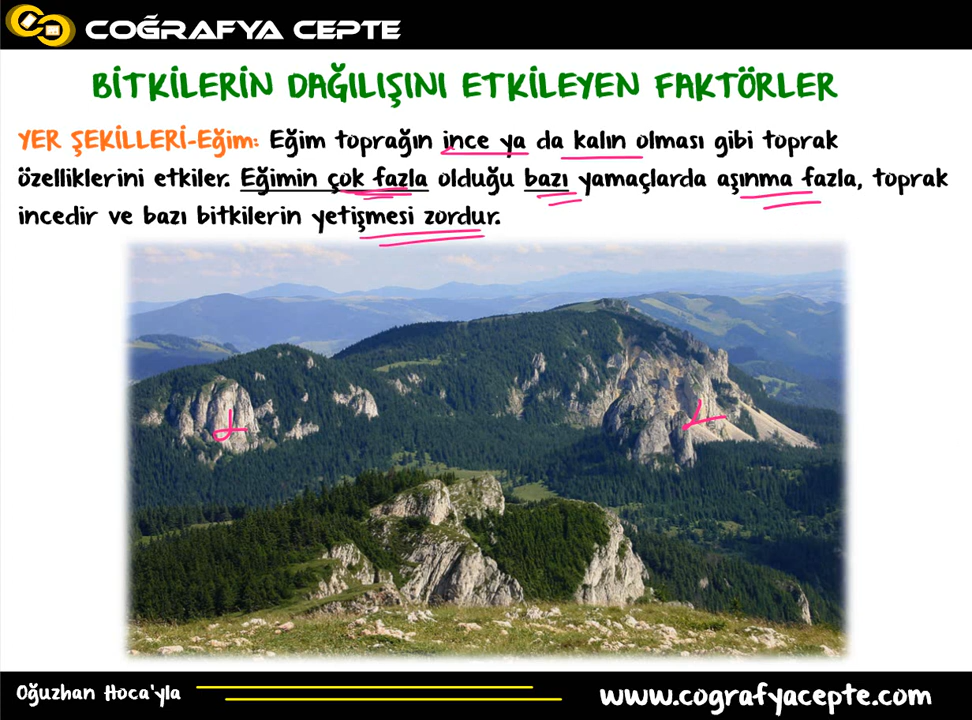 COĞRAFYA CEPTE
BİTKİLERİN DAĞILIŞINI ETKİLEYEN FAKTÖRLER
YER ŞEKİLLERİ-Eğim: Eğim toprağın ince ya da kalın olması gibi toprak
özelliklerini etkiler. Eğimin çok fazla olduğu bazı yamaçlarda aşınma fazla, toprak
incedir ve bazı bitkilerin yetişmesi zordur.
Oğuzhan Hoca'yla
www.cografyacepte.com